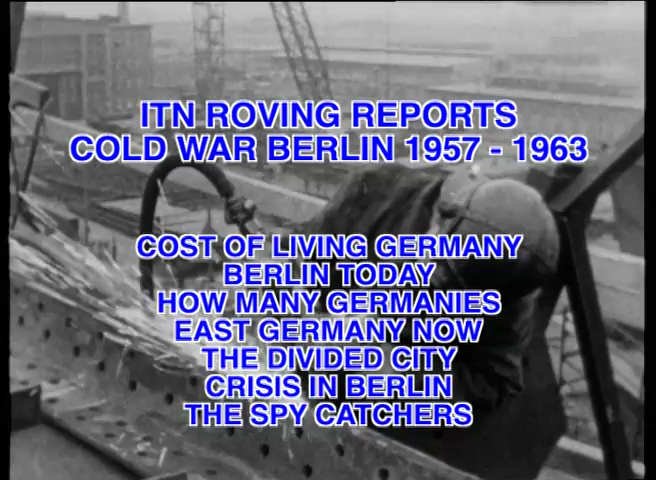 ITN ROVING REPORTS
COLD WAR BERLIN 1957 - 1963
COST OF LIVING GERMANY
BERLIN TODAY
HOW MANY GERMANIES
EAST GERMANY NOW
THE DIVIDED CITY
CRISIS IN BERLIN
THE SPY CATCHERS